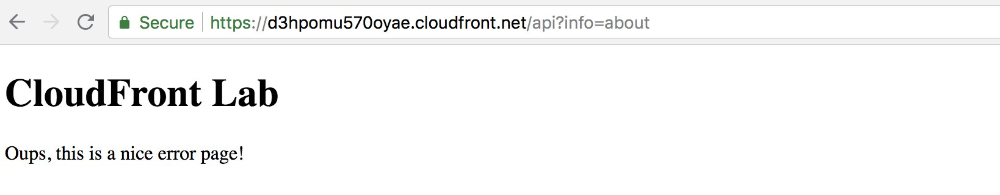 Secure https://d3hpomu570oyae.cloudfront.net/api?info=about
CloudFront Lab
Oups, this is a nice error page!